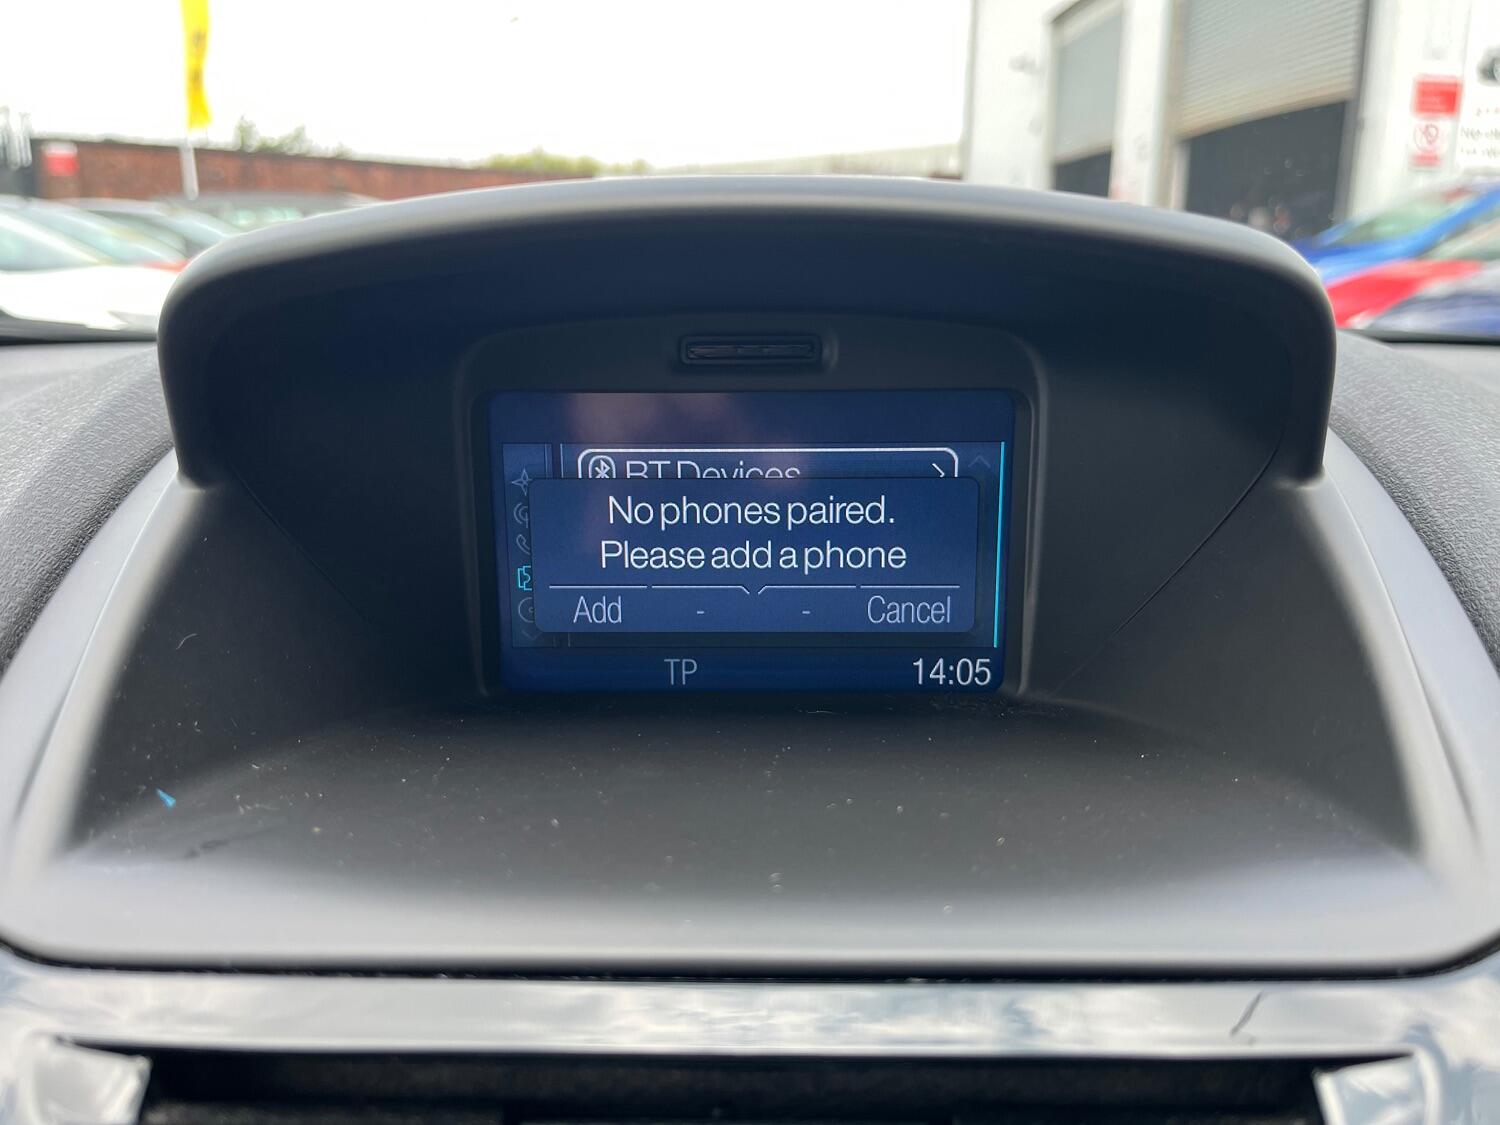 BT Devices
No phones paired.
Please add a phone
Add - - Cancel
TP 14:05